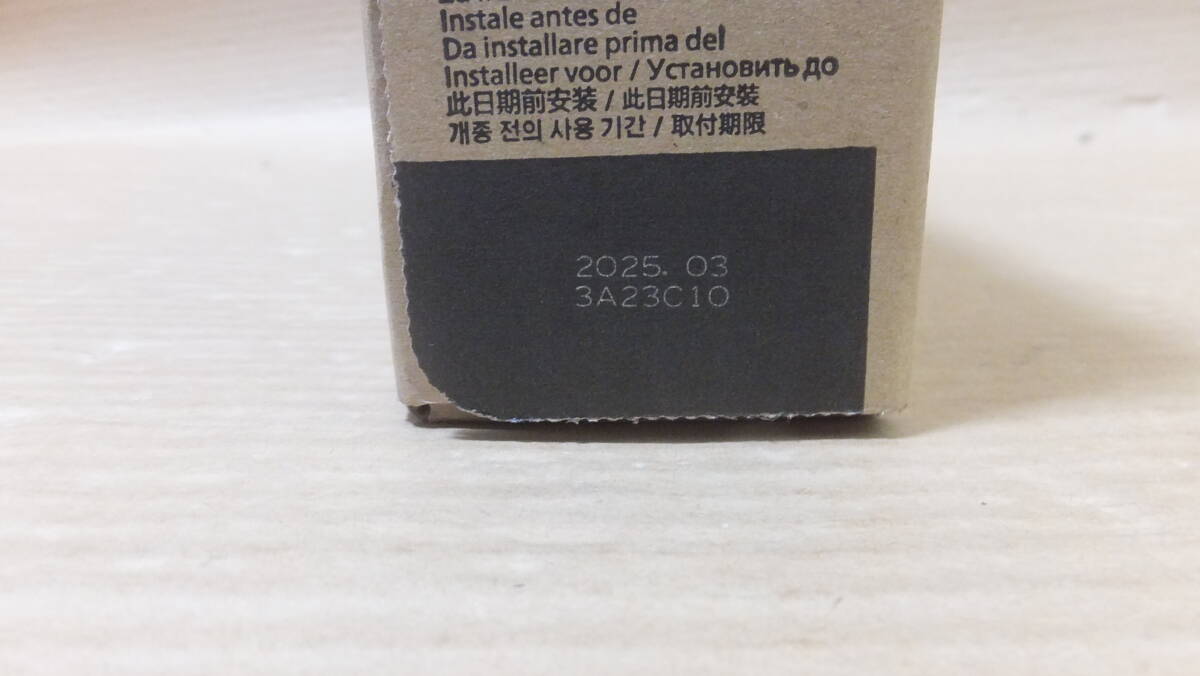 Instale antes de
Da installare prima del
Installeer voor / Установить до
此日期前安装 / 此日期前安裝
개종 전의 사용 기간 / 取付期限
2025. 03
3A23C10